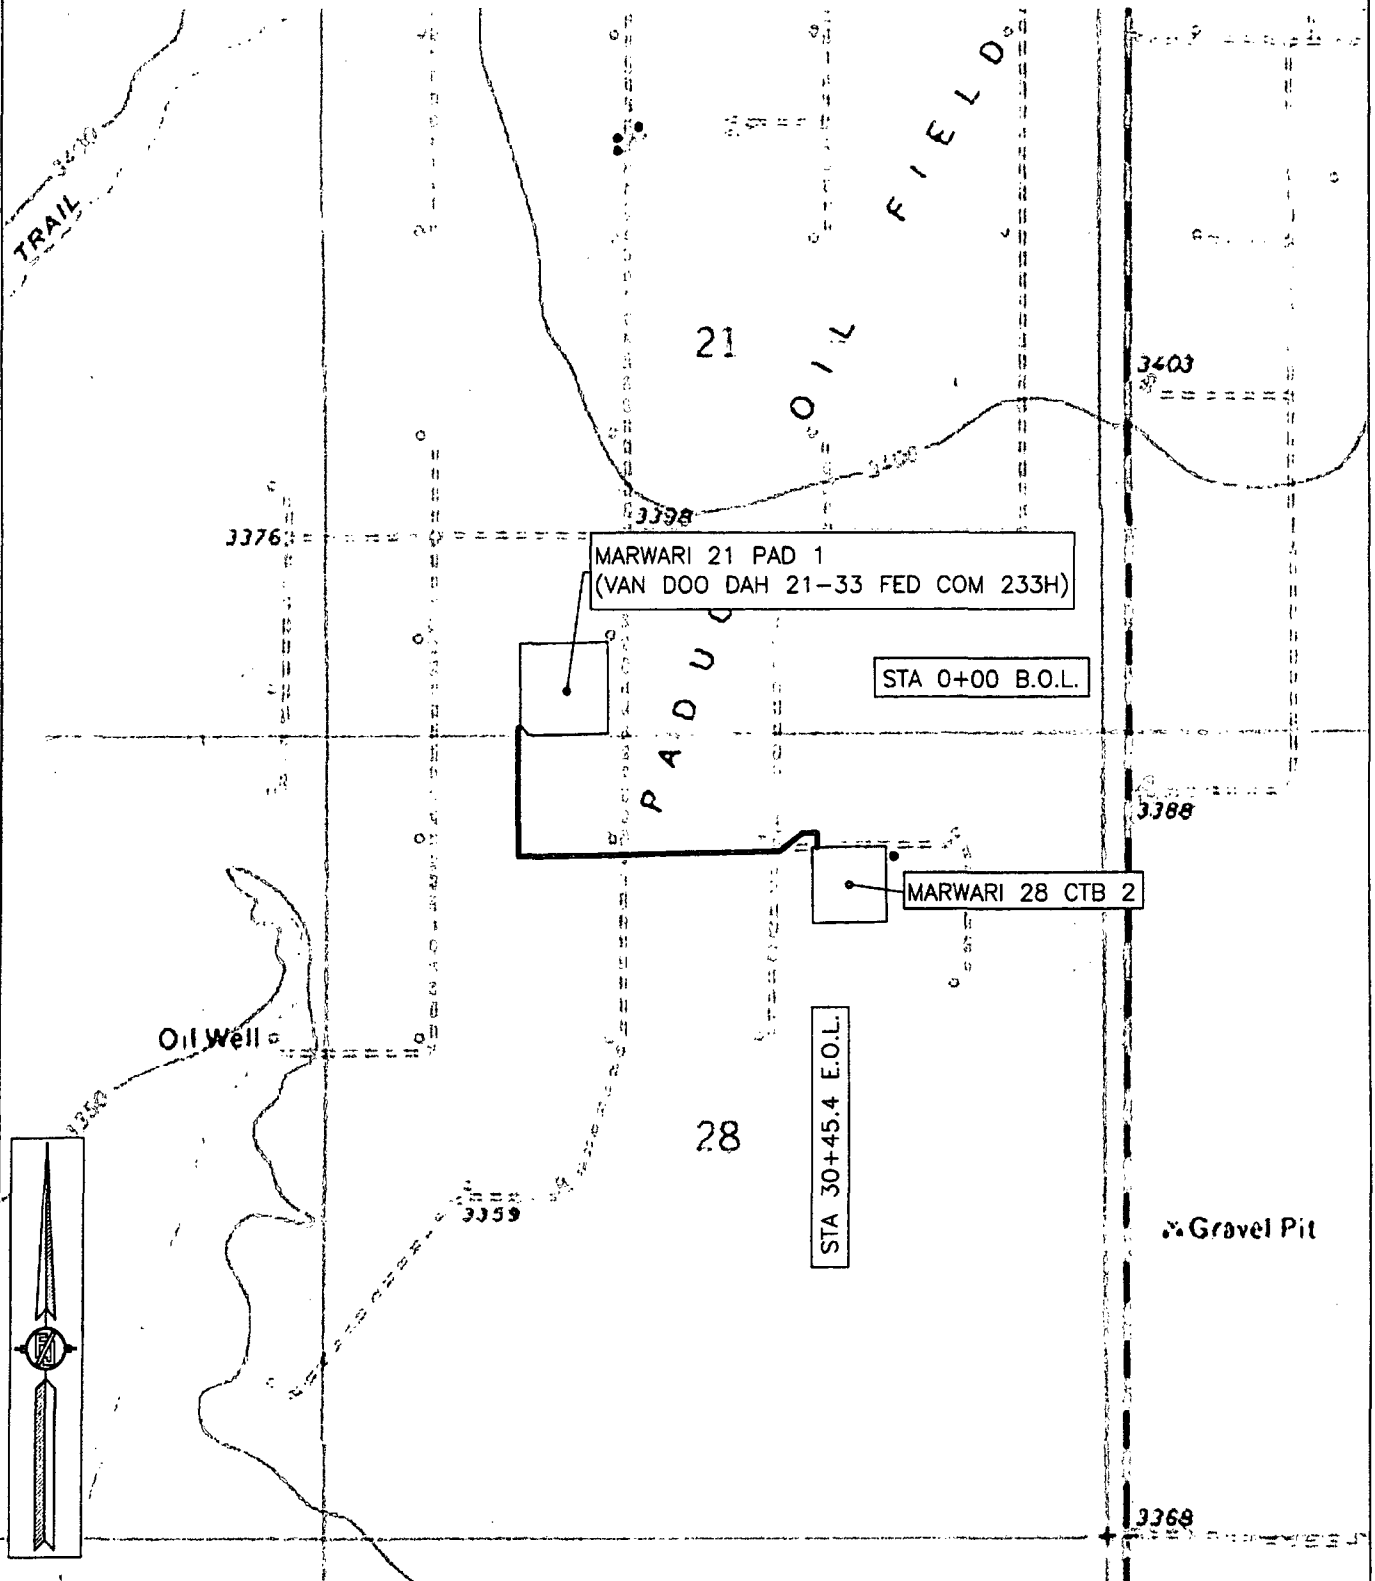 3400
TRAIL
OIL FIELD
21
3403
3400
3398
3376
MARWARI 21 PAD 1
(VAN DOO DAH 21-33 FED COM 233H)
PADUC
STA 0+00 B.O.L.
3388
MARWARI 28 CTB 2
Oil Well
3350
28
STA 30+45.4 E.O.L.
3359
Gravel Pit
3368